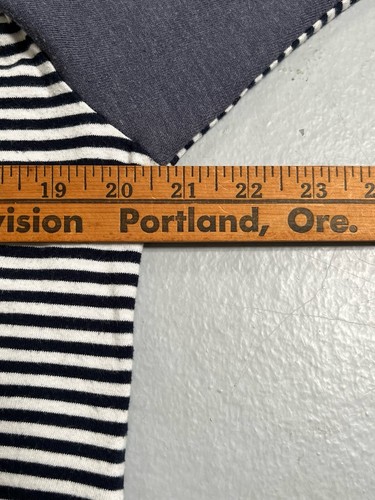 19 20 21 22 23
vision Portland, Ore.